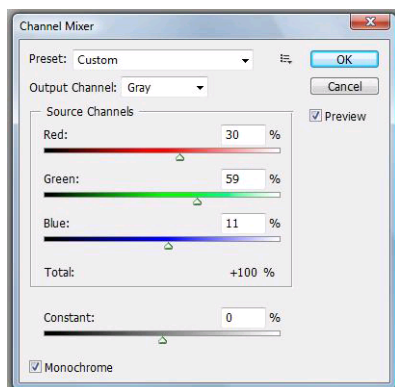 Channel Mixer
Preset: Custom
OK
Output Channel: Gray
Cancel
Source Channels
Preview
Red: 30 %
Green: 59 %
Blue: 11 %
Total: +100 %
Constant: 0 %
Monochrome